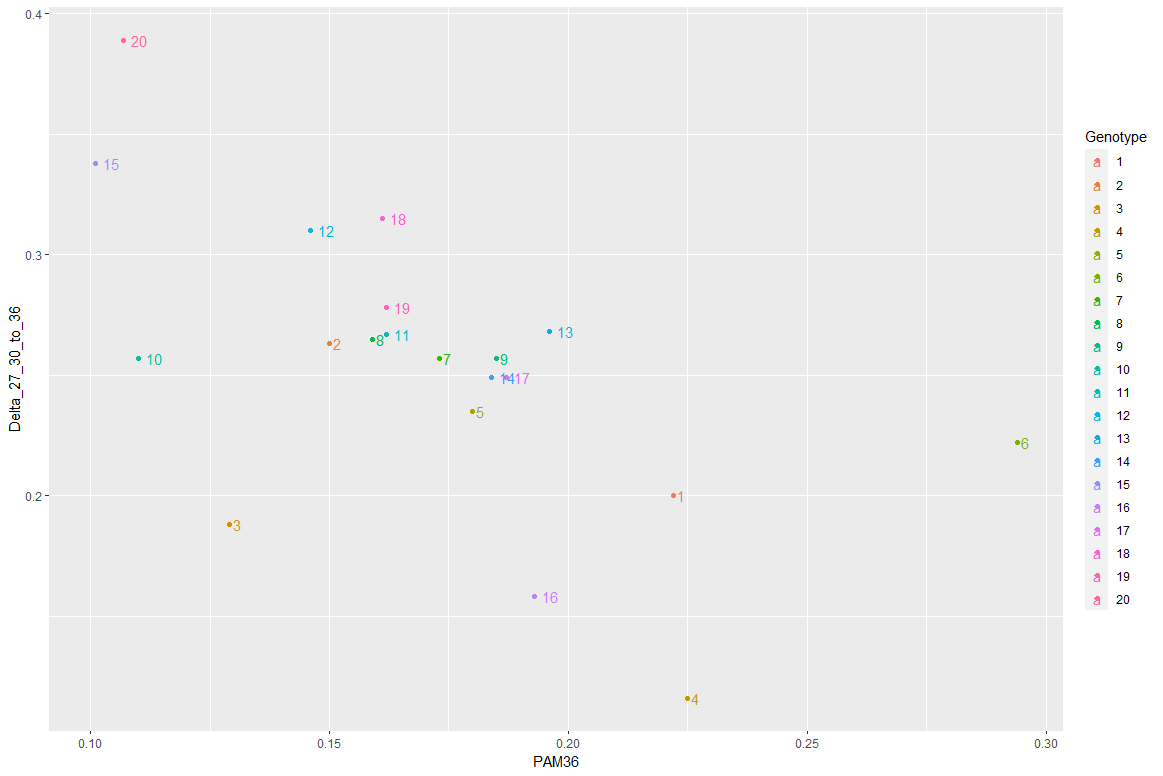 0.4
0.3
0.2
Delta_27_30_to_36
20
15
18
12
19
13
11
8
2
10
7
9
14
17
5
6
1
3
16
4
0.10
0.15
0.20
0.25
0.30
PAM36
Genotype
a 1
a 2
a 3
a 4
a 5
a 6
a 7
a 8
a 9
a 10
a 11
a 12
a 13
a 14
a 15
a 16
a 17
a 18
a 19
a 20